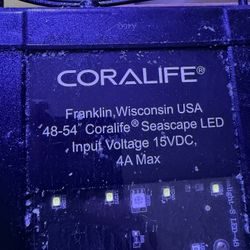 CORALIFE®
Franklin, Wisconsin USA
48-54" Coralife® Seascape LED
Input Voltage 15VDC,
4A Max